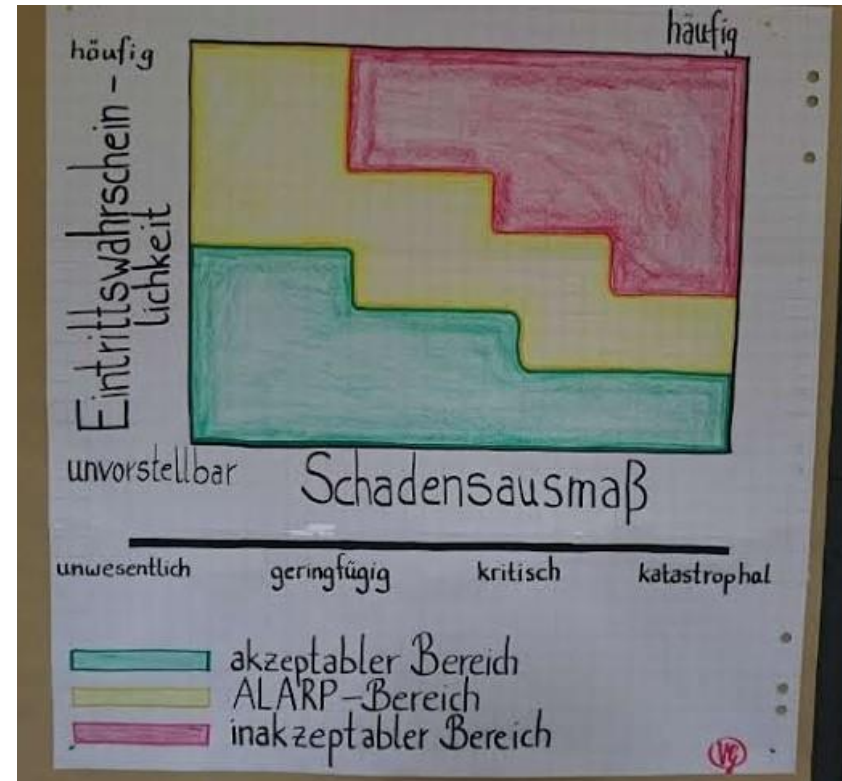 häufig
häufig
Eintrittswahrschein-
lichkeit
unvorstellbar
Schadensausmaß
unwesentlich geringfügig kritisch katastrophal
akzeptabler Bereich
ALARP-Bereich
inakzeptabler Bereich